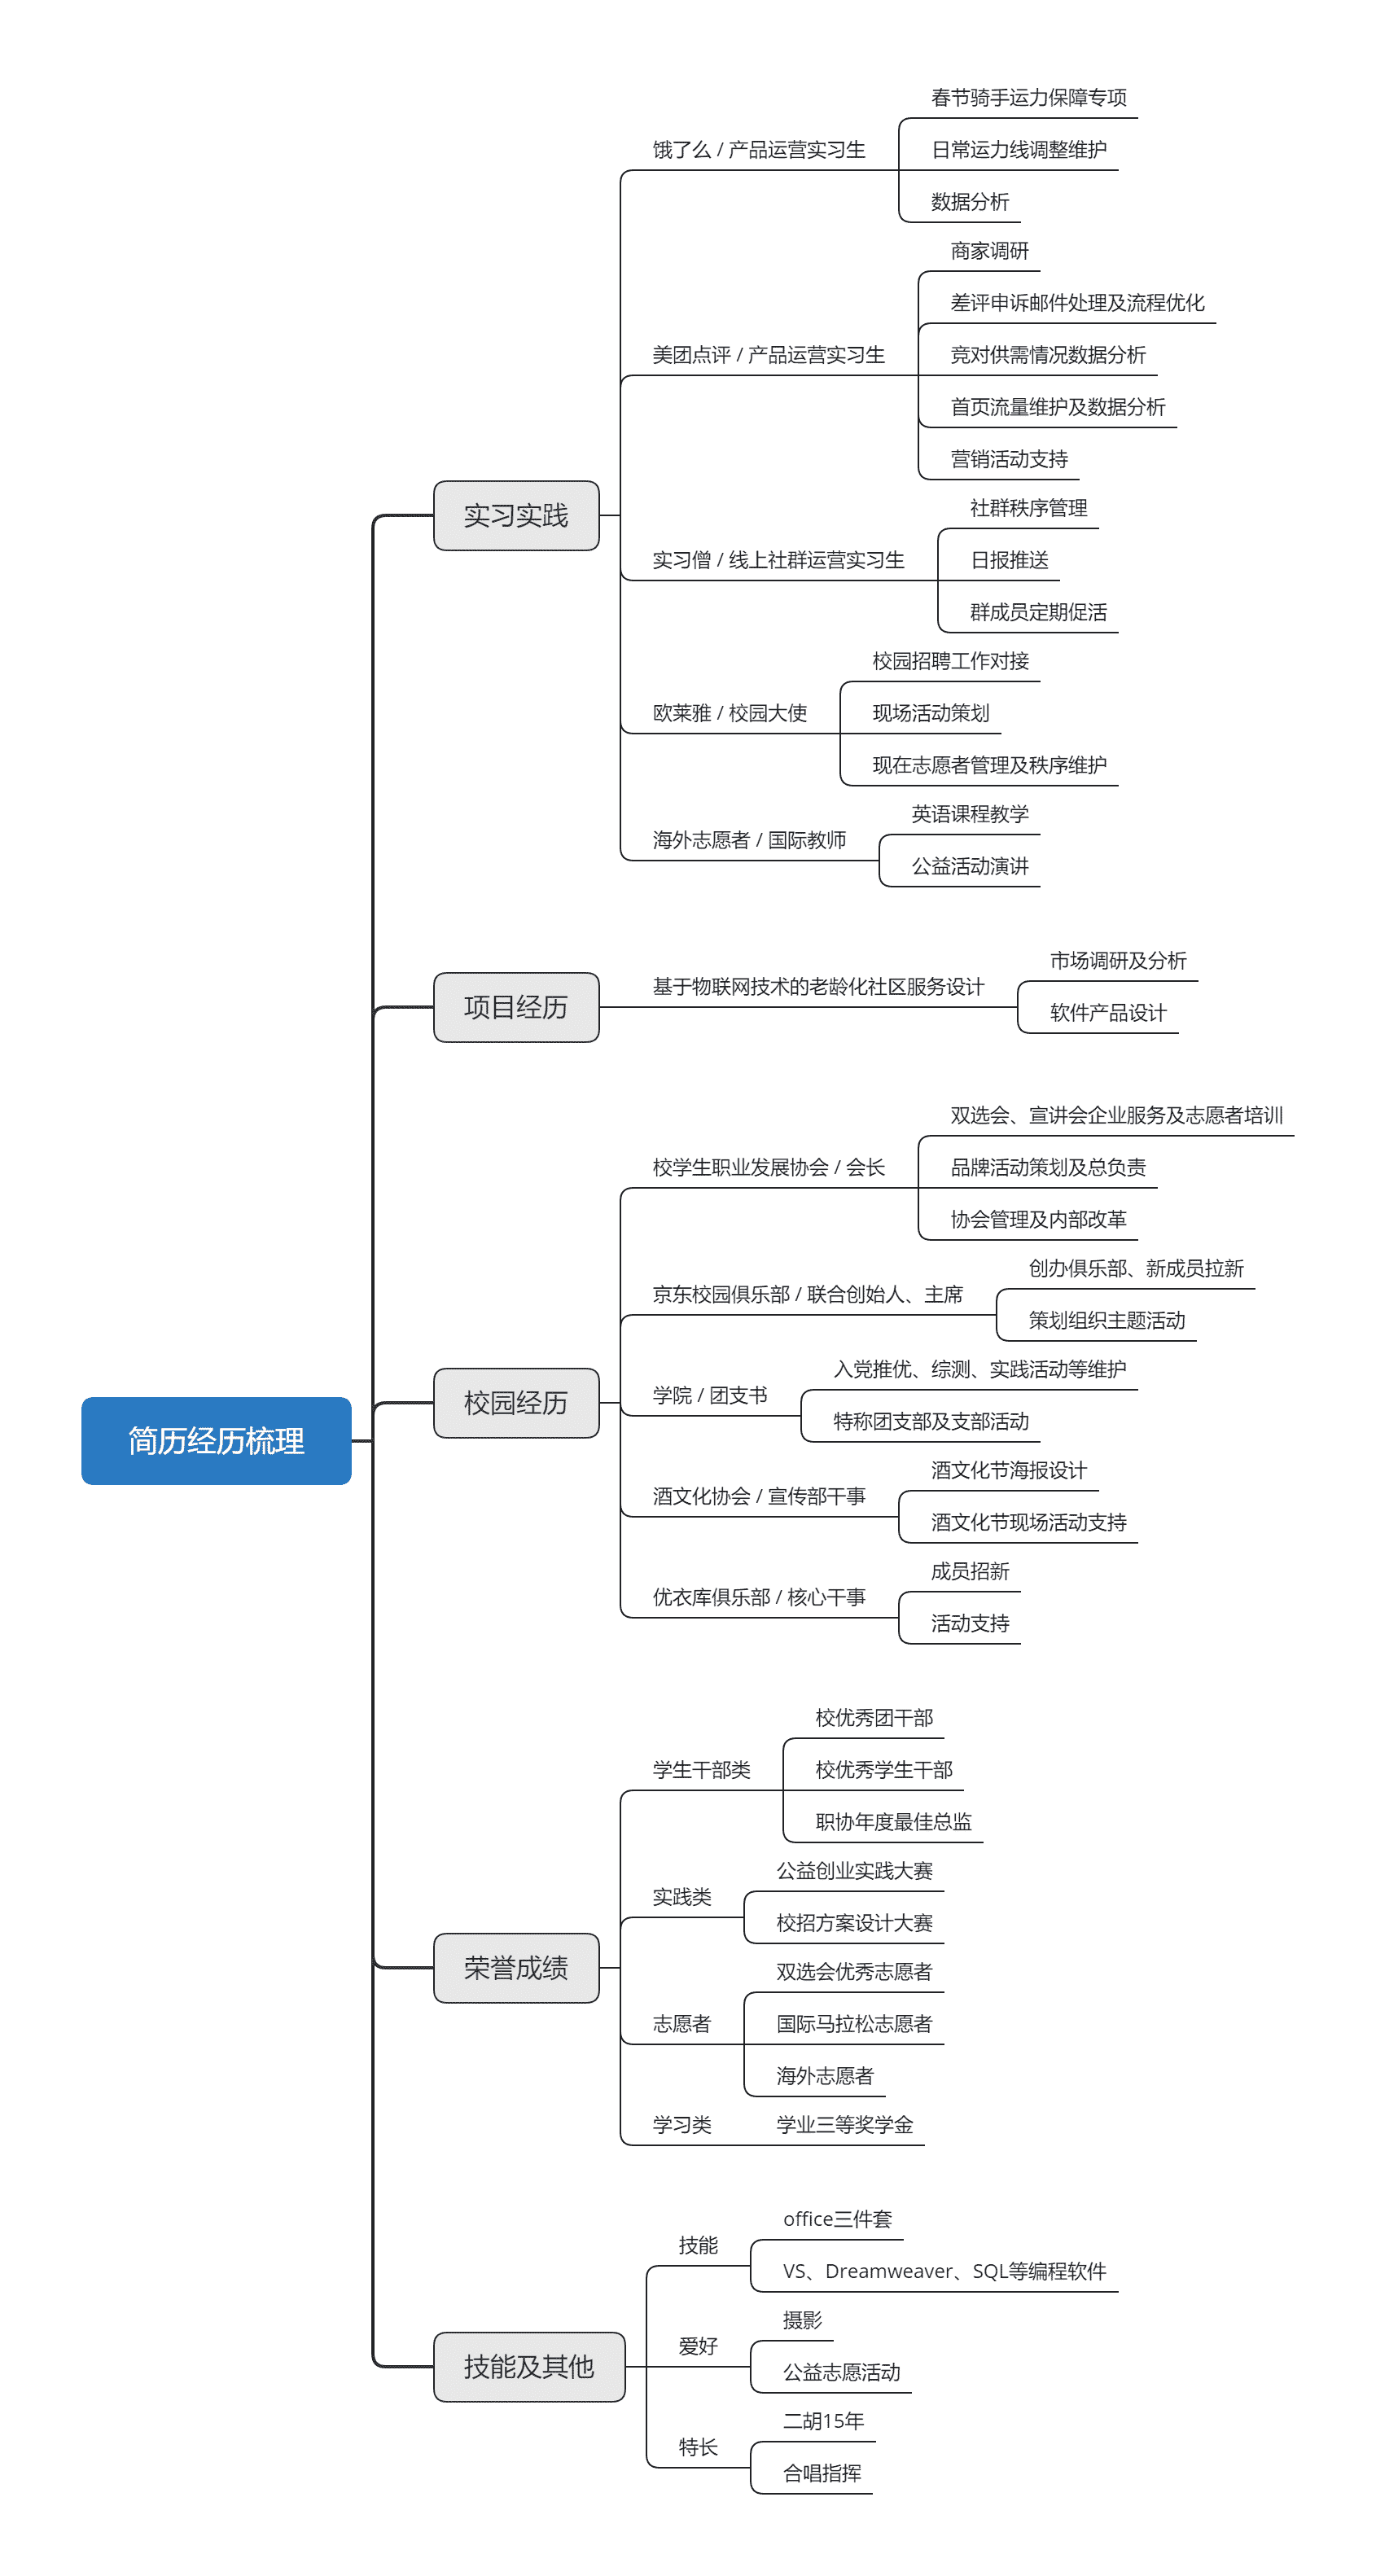 简历经历梳理
实习实践
饿了么 / 产品运营实习生
春节骑手运力保障专项
日常运力线调整维护
数据分析
美团点评 / 产品运营实习生
商家调研
差评申诉邮件处理及流程优化
竞对供需情况数据分析
首页流量维护及数据分析
营销活动支持
实习僧 / 线上社群运营实习生
社群秩序管理
日报推送
群成员定期促活
欧莱雅 / 校园大使
校园招聘工作对接
现场活动策划
现在志愿者管理及秩序维护
海外志愿者 / 国际教师
英语课程教学
公益活动演讲
项目经历
基于物联网技术的老龄化社区服务设计
市场调研及分析
软件产品设计
校园经历
校学生职业发展协会 / 会长
双选会、宣讲会企业服务及志愿者培训
品牌活动策划及总负责
协会管理及内部改革
京东校园俱乐部 / 联合创始人、主席
创办俱乐部、新成员拉新
策划组织主题活动
学院 / 团支书
入党推优、综测、实践活动等维护
特称团支部及支部活动
酒文化协会 / 宣传部干事
酒文化节海报设计
酒文化节现场活动支持
优衣库俱乐部 / 核心干事
成员招新
活动支持
荣誉成绩
学生干部类
校优秀团干部
校优秀学生干部
职协年度最佳总监
实践类
公益创业实践大赛
校招方案设计大赛
志愿者
双选会优秀志愿者
国际马拉松志愿者
海外志愿者
学习类
学业三等奖学金
技能及其他
技能
office三件套
VS、Dreamweaver、SQL等编程软件
爱好
摄影
公益志愿活动
特长
二胡15年
合唱指挥